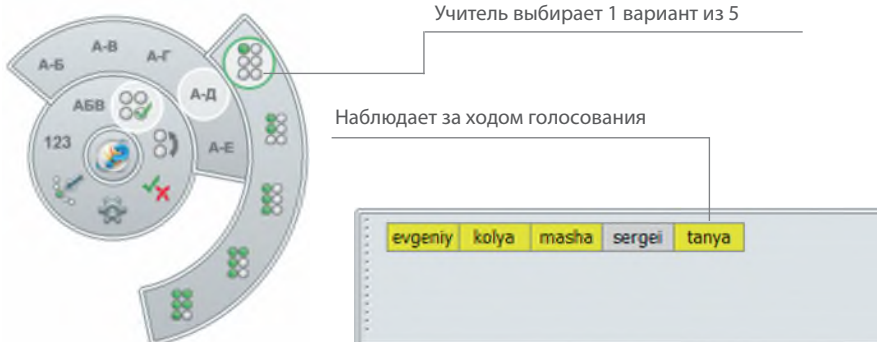 Учитель выбирает 1 вариант из 5
А-Б
А-В
А-Г
А-Д
А-Е
АБВ
123
Наблюдает за ходом голосования
evgeniy kolya masha sergei tanya